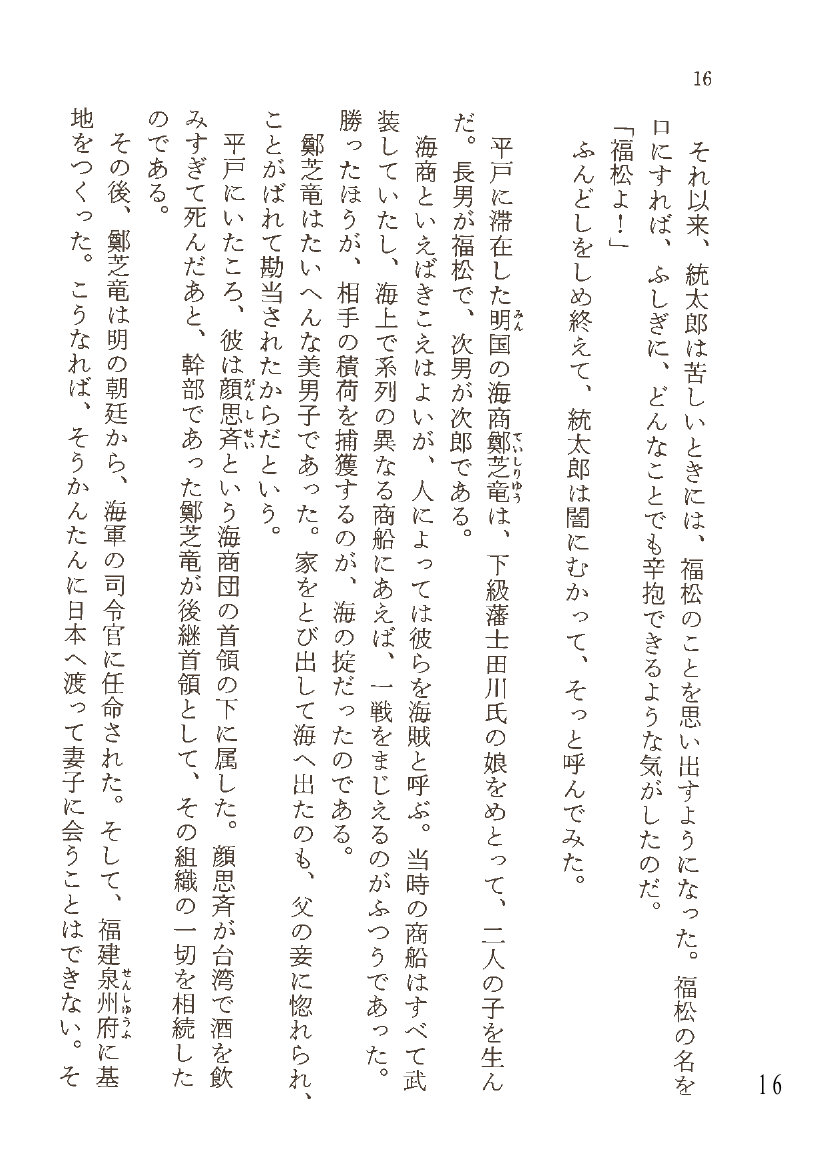 16
それ以来、統太郎は苦しいときには、福松のことを思い出すようになった。福松の名を
口にすれば、ふしぎに、どんなことでも辛抱できるような気がしたのだ。
「福松よ！」
ふんどしをしめ終えて、統太郎は闇にむかって、そっと呼んでみた。
平戸に滞在した明国の海商鄭芝竜は、下級藩士田川氏の娘をめとって、二人の子を生ん
みん
ていしりゆう
だ。長男が福松で、次男が次郎である。
海商といえばきこえはよいが、人によっては彼らを海賊と呼ぶ。当時の商船はすべて武
装していたし、海上で系列の異なる商船にあえば、一戦をまじえるのがふつうであった。
勝ったほうが、相手の積荷を捕獲するのが、海の掟だったのである。
鄭芝竜はたいへんな美男子であった。家をとび出して海へ出たのも、父の妾に惚れられ、
ことがばれて勘当されたからだという。
平戸にいたころ、彼は顔思斉という海商団の首領の下に属した。顔思斉が台湾で酒を飲
がんしせい
みすぎて死んだあと、幹部であった鄭芝竜が後継首領として、その組織の一切を相続した
のである。
その後、鄭芝竜は明の朝廷から、海軍の司令官に任命された。そして、福建泉州府に基
せんしゆうふ
地をつくった。こうなれば、そうかんたんに日本へ渡って妻子に会うことはできない。そ
16